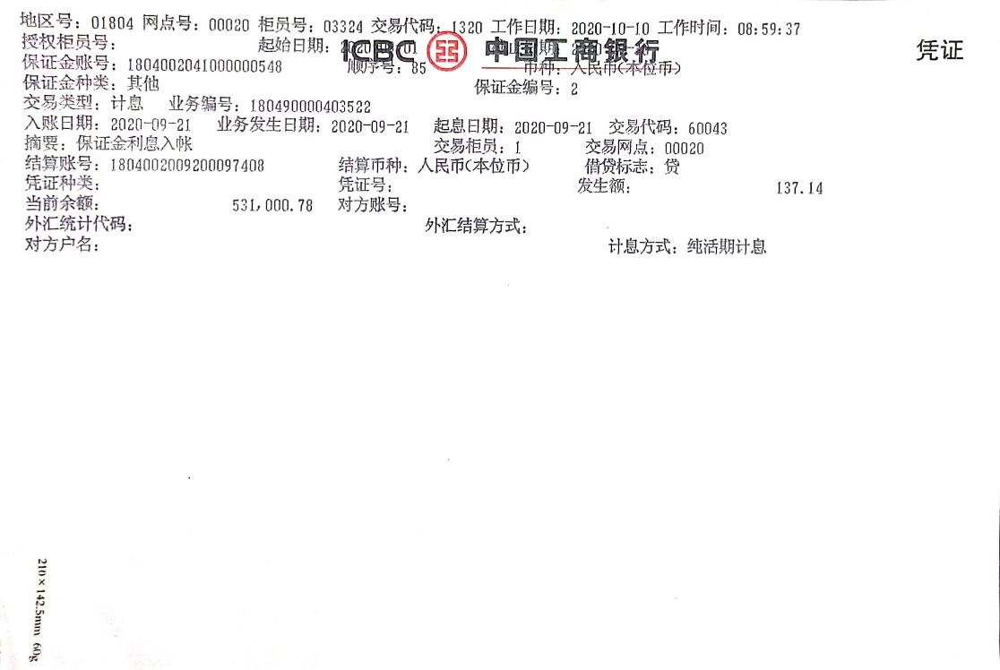 地区号：01804 网点号：00020 柜员号：03324 交易代码：1320 工作日期：2020-10-10 工作时间：08:59:37
授权柜员号： 起始日期：
ICBC 中国工商银行 凭证
保证金账号：1804002041000000548 顺序号：85 币种：人民币(本位币)
保证金种类：其他 保证金编号：2
交易类型：计息 业务编号：180490000403522
入账日期：2020-09-21 业务发生日期：2020-09-21 起息日期：2020-09-21 交易代码：60043
摘要：保证金利息入帐 交易柜员：1 交易网点：00020
结算账号：1804002009200097408 结算币种：人民币(本位币) 借贷标志：贷
凭证种类： 凭证号： 发生额： 137.14
当前余额： 531,000.78 对方账号：
外汇统计代码： 外汇结算方式：
对方户名： 计息方式：纯活期计息
210×142.5mm 60g